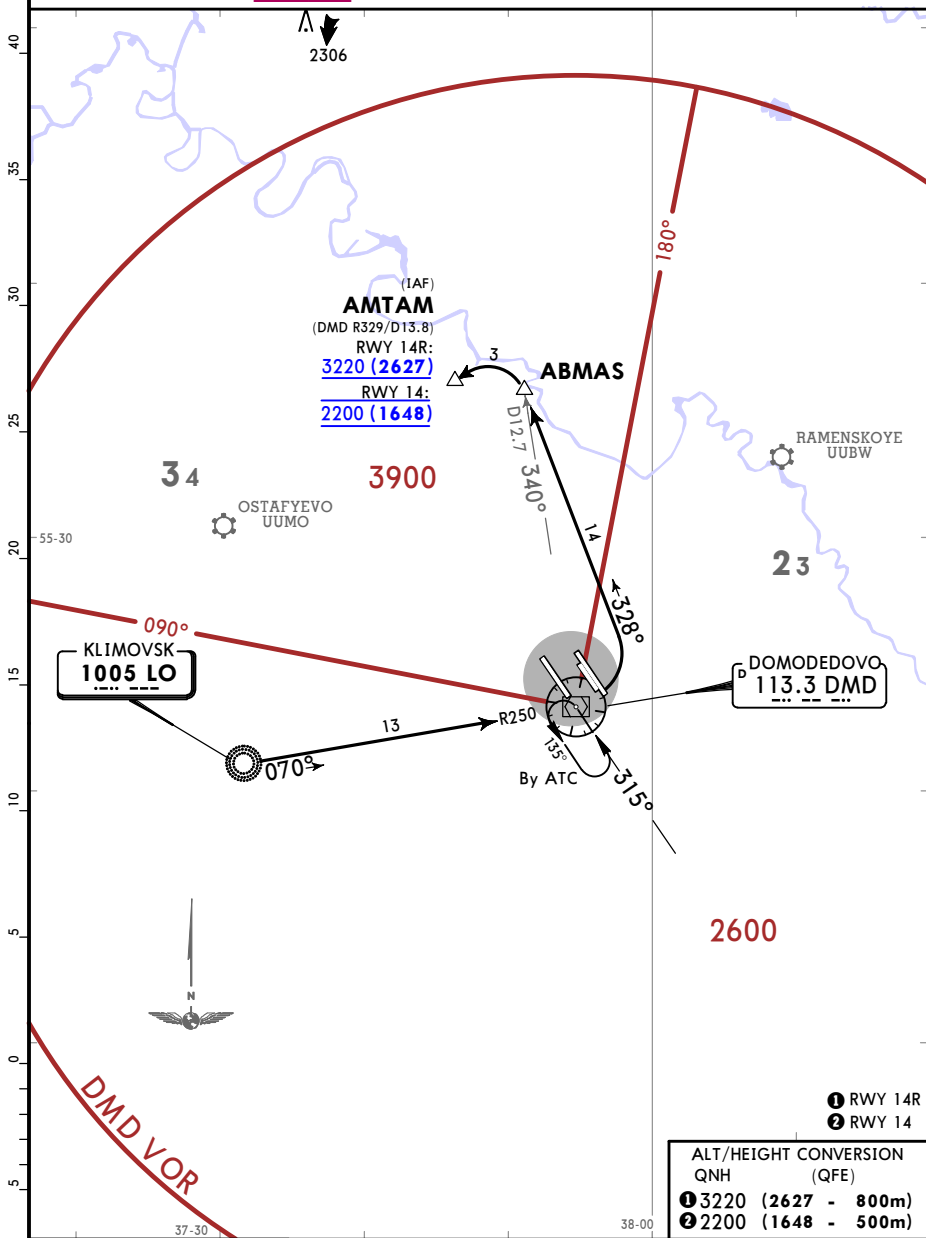 40
2306
35
180°
30
(IAF)
AMTAM
(DMD R329/D13.8)
RWY 14R:
3220 (2627)
RWY 14:
2200 (1648)
3
ABMAS
25
D12.7
340°
RAMENSKOYE
UUBW
34
3900
OSTAFYEVO
UUMO
14
20
55-30
23
328°
090°
KLIMOVSK
1005 LO
DOMODEDOVO
D
113.3 DMD
15
13
R250
070°
135°
By ATC
315°
10
5
2600
N
0
DMD VOR
5
1 RWY 14R
2 RWY 14
ALT/HEIGHT CONVERSION
QNH (QFE)
1 3220 (2627 - 800m)
2 2200 (1648 - 500m)
37-30
38-00